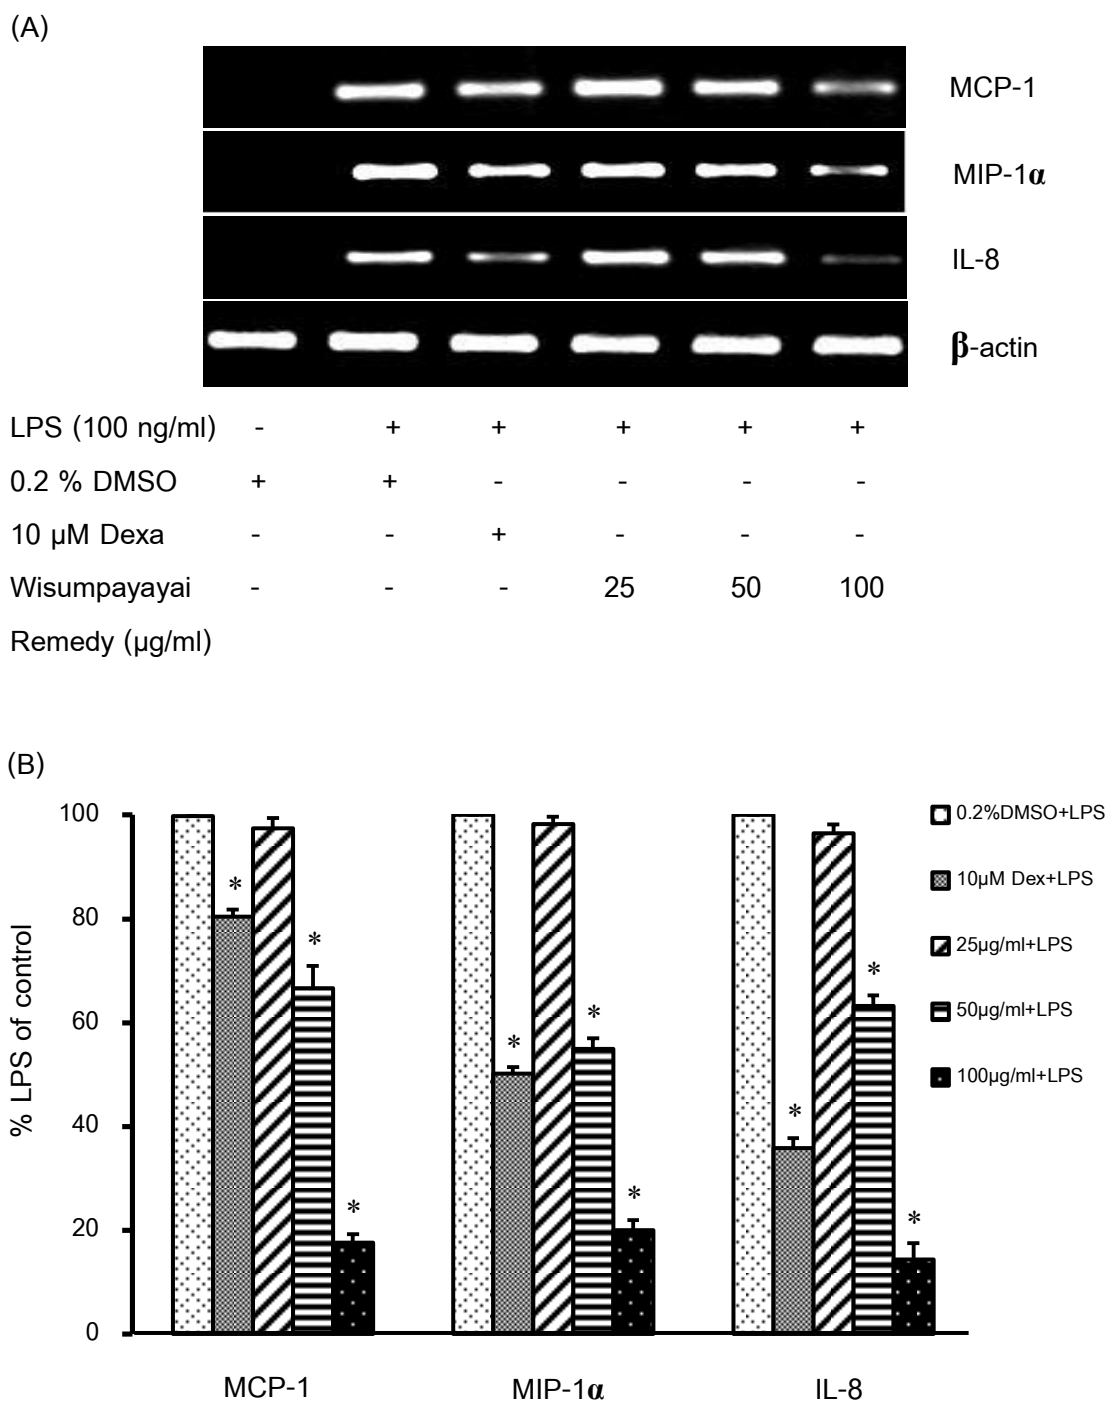 (A)
MCP-1
MIP-1α
IL-8
β-actin
LPS (100 ng/ml) - + + + + +
0.2 % DMSO + + - - - -
10 µM Dexa - - + - - -
Wisumpayayai - - - 25 50 100
Remedy (µg/ml)
(B)
% LPS of control
100
80
60
40
20
0
* * *
* * *
* * *
MCP-1 MIP-1α IL-8
0.2%DMSO+LPS
10µM Dex+LPS
25µg/ml+LPS
50µg/ml+LPS
100µg/ml+LPS